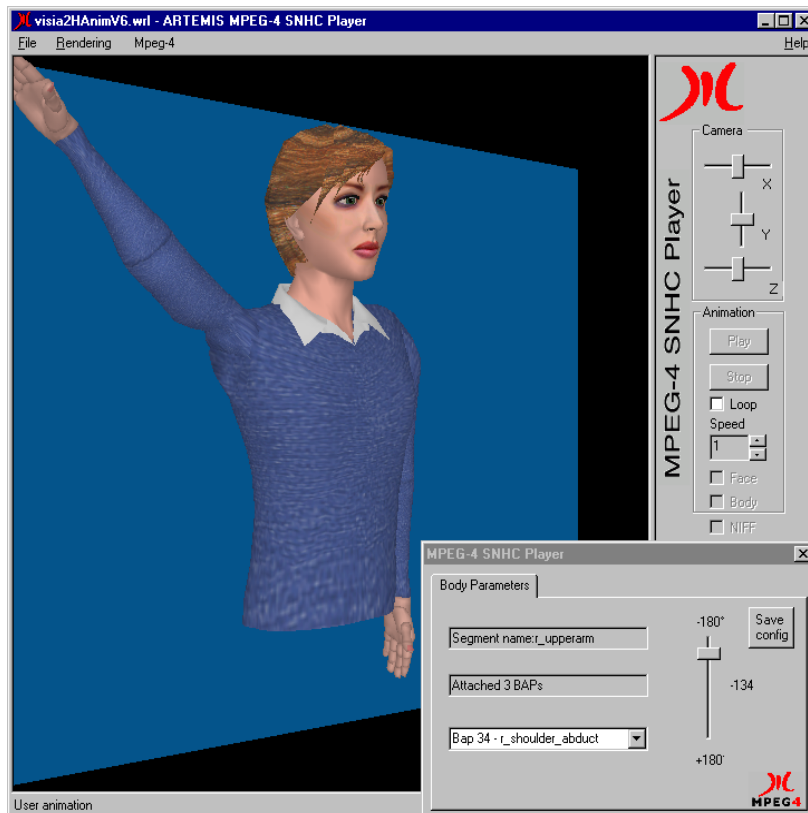 visia2HAnimV6.wrl - ARTEMIS MPEG-4 SNHC Player
File Rendering Mpeg-4 Help
MPEG-4 SNHC Player
Camera
X
Y
Z
Animation
Play
Stop
Loop
Speed
1
Face
Body
NIFF
MPEG-4 SNHC Player
Body Parameters
Segment name:r_upperarm
Attached 3 BAPs
Bap 34 - r_shoulder_abduct
-180°
-134
+180°
Save
config
MPEG4
User animation